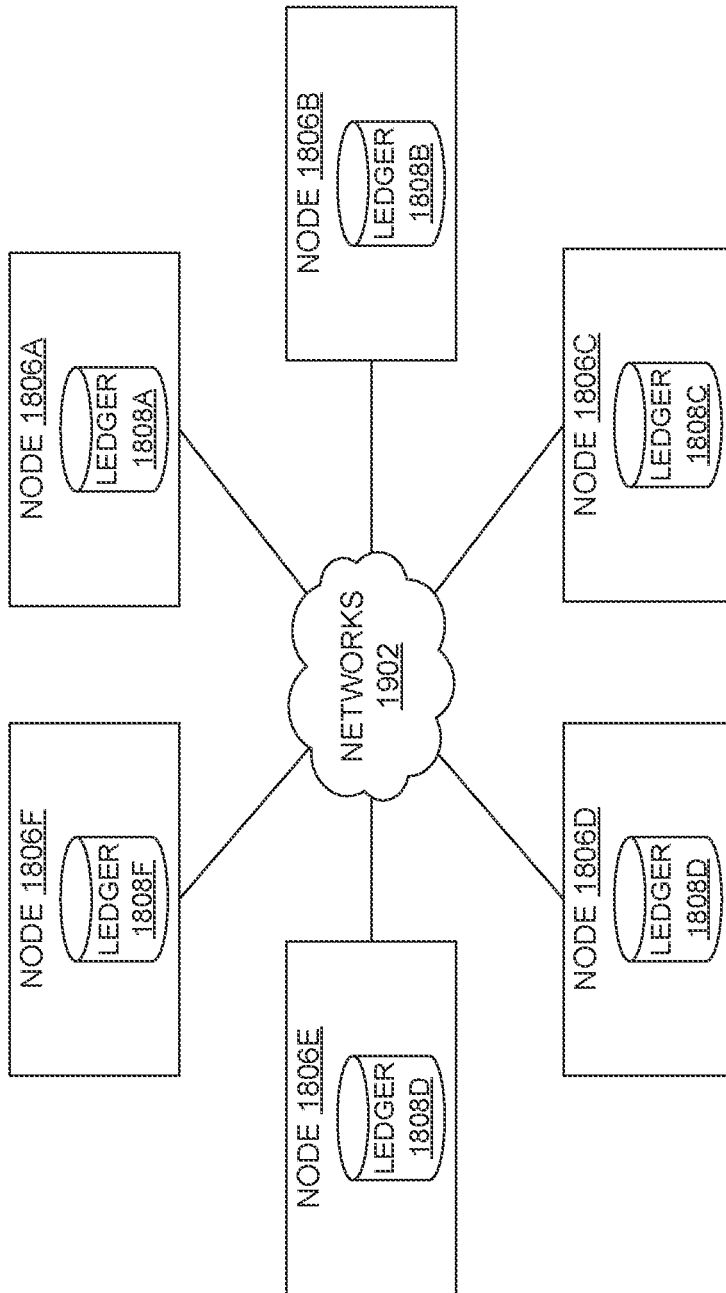 NODE 1806F
LEDGER
1808F
NODE 1806A
LEDGER
1808A
NODE 1806E
LEDGER
1808D
NETWORKS
1902
NODE 1806B
LEDGER
1808B
NODE 1806D
LEDGER
1808D
NODE 1806C
LEDGER
1808C